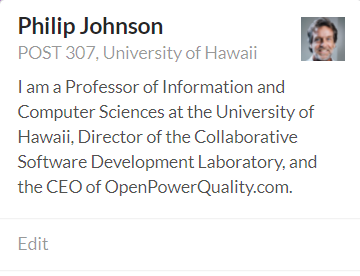 Philip Johnson
POST 307, University of Hawaii
I am a Professor of Information and
Computer Sciences at the University of
Hawaii, Director of the Collaborative
Software Development Laboratory, and
the CEO of OpenPowerQuality.com.
Edit